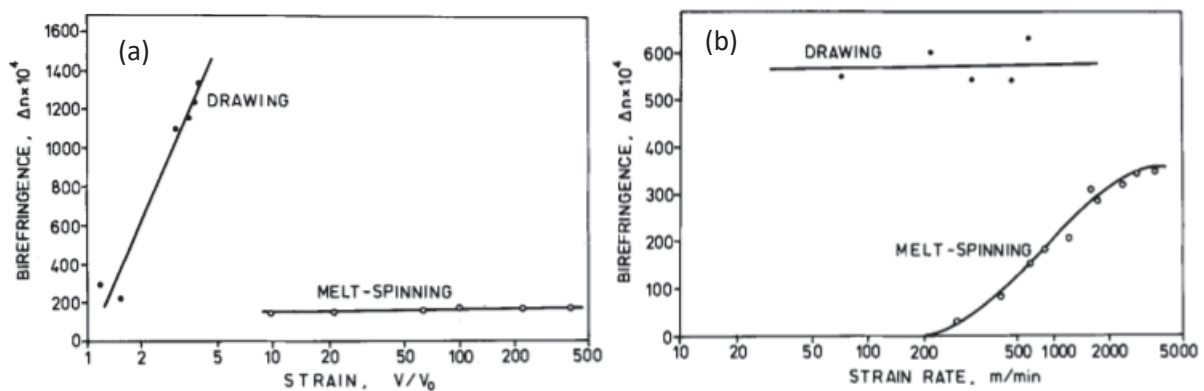 (a)
BIREFRINGENCE, Δn×10⁴
1600
1400
1200
1000
800
600
400
200
0
DRAWING
MELT-SPINNING
1 2 5 10 20 50 100 200 500
STRAIN, V/V₀
(b)
BIREFRINGENCE, Δn×10⁴
600
500
400
300
200
100
0
DRAWING
MELT-SPINNING
10 20 50 100 200 500 1000 2000 5000
STRAIN RATE, m/min